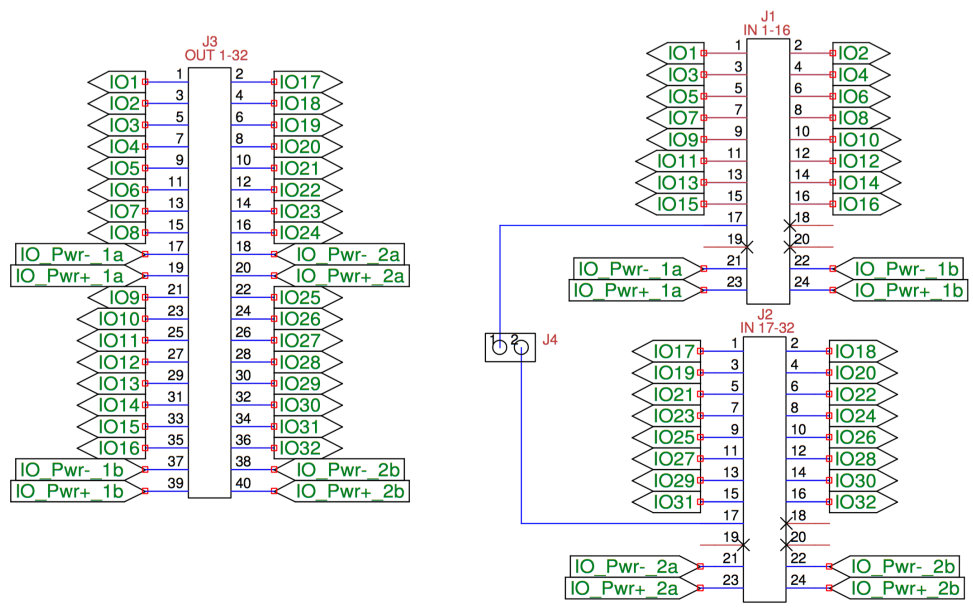 J3
OUT 1-32
IO1 1 2 IO17
IO2 3 4 IO18
IO3 5 6 IO19
IO4 7 8 IO20
IO5 9 10 IO21
IO6 11 12 IO22
IO7 13 14 IO23
IO8 15 16 IO24
IO_Pwr-_1a 17 18 IO_Pwr-_2a
IO_Pwr+_1a 19 20 IO_Pwr+_2a
IO9 21 22 IO25
IO10 23 24 IO26
IO11 25 26 IO27
IO12 27 28 IO28
IO13 29 30 IO29
IO14 31 32 IO30
IO15 33 34 IO31
IO16 35 36 IO32
IO_Pwr-_1b 37 38 IO_Pwr-_2b
IO_Pwr+_1b 39 40 IO_Pwr+_2b
J1
IN 1-16
IO1 1 2 IO2
IO3 3 4 IO4
IO5 5 6 IO6
IO7 7 8 IO8
IO9 9 10 IO10
IO11 11 12 IO12
IO13 13 14 IO14
IO15 15 16 IO16
17 18
19 20
IO_Pwr-_1a 21 22 IO_Pwr-_1b
IO_Pwr+_1a 23 24 IO_Pwr+_1b
1 2 J4
J2
IN 17-32
IO17 1 2 IO18
IO19 3 4 IO20
IO21 5 6 IO22
IO23 7 8 IO24
IO25 9 10 IO26
IO27 11 12 IO28
IO29 13 14 IO30
IO31 15 16 IO32
17 18
19 20
IO_Pwr-_2a 21 22 IO_Pwr-_2b
IO_Pwr+_2a 23 24 IO_Pwr+_2b